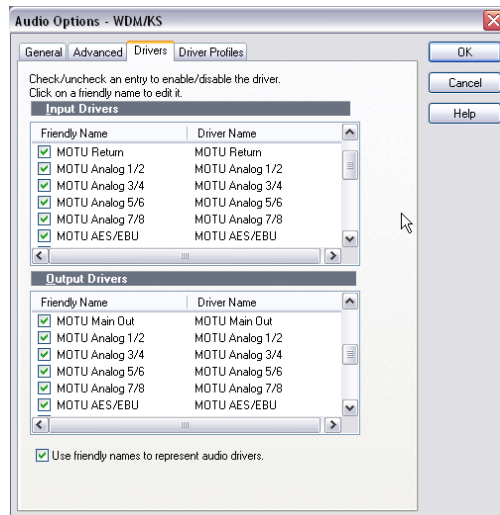 Audio Options - WDM/KS
General Advanced Drivers Driver Profiles
OK
Cancel
Help
Check/uncheck an entry to enable/disable the driver.
Click on a friendly name to edit it.
Input Drivers
Friendly Name Driver Name
MOTU Return MOTU Return
MOTU Analog 1/2 MOTU Analog 1/2
MOTU Analog 3/4 MOTU Analog 3/4
MOTU Analog 5/6 MOTU Analog 5/6
MOTU Analog 7/8 MOTU Analog 7/8
MOTU AES/EBU MOTU AES/EBU
Output Drivers
Friendly Name Driver Name
MOTU Main Out MOTU Main Out
MOTU Analog 1/2 MOTU Analog 1/2
MOTU Analog 3/4 MOTU Analog 3/4
MOTU Analog 5/6 MOTU Analog 5/6
MOTU Analog 7/8 MOTU Analog 7/8
MOTU AES/EBU MOTU AES/EBU
Use friendly names to represent audio drivers.